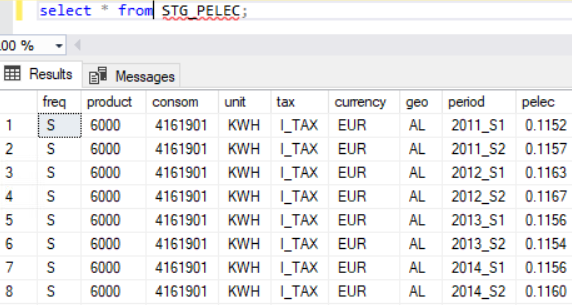 select * from STG_PELEC;
.00 %
Results Messages
freq product consom unit tax currency geo period pelec
1 S 6000 4161901 KWH I_TAX EUR AL 2011_S1 0.1152
2 S 6000 4161901 KWH I_TAX EUR AL 2011_S2 0.1157
3 S 6000 4161901 KWH I_TAX EUR AL 2012_S1 0.1163
4 S 6000 4161901 KWH I_TAX EUR AL 2012_S2 0.1167
5 S 6000 4161901 KWH I_TAX EUR AL 2013_S1 0.1156
6 S 6000 4161901 KWH I_TAX EUR AL 2013_S2 0.1154
7 S 6000 4161901 KWH I_TAX EUR AL 2014_S1 0.1156
8 S 6000 4161901 KWH I_TAX EUR AL 2014_S2 0.1160